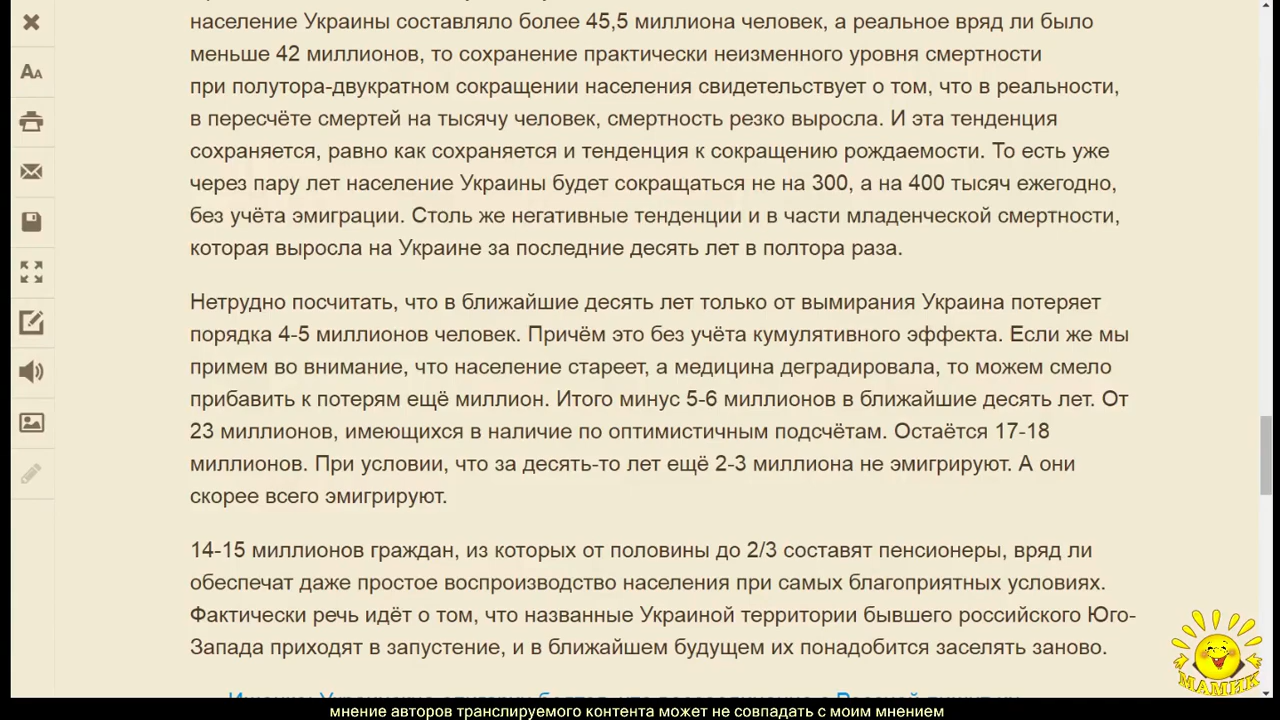 население Украины составляло более 45,5 миллиона человек, а реальное вряд ли было
меньше 42 миллионов, то сохранение практически неизменного уровня смертности
при полутора-двукратном сокращении населения свидетельствует о том, что в реальности,
в пересчёте смертей на тысячу человек, смертность резко выросла. И эта тенденция
сохраняется, равно как сохраняется и тенденция к сокращению рождаемости. То есть уже
через пару лет население Украины будет сокращаться не на 300, а на 400 тысяч ежегодно,
без учёта эмиграции. Столь же негативные тенденции и в части младенческой смертности,
которая выросла на Украине за последние десять лет в полтора раза.
Нетрудно посчитать, что в ближайшие десять лет только от вымирания Украина потеряет
порядка 4-5 миллионов человек. Причём это без учёта кумулятивного эффекта. Если же мы
примем во внимание, что население стареет, а медицина деградировала, то можем смело
прибавить к потерям ещё миллион. Итого минус 5-6 миллионов в ближайшие десять лет. От
23 миллионов, имеющихся в наличие по оптимистичным подсчётам. Остаётся 17-18
миллионов. При условии, что за десять-то лет ещё 2-3 миллиона не эмигрируют. А они
скорее всего эмигрируют.
14-15 миллионов граждан, из которых от половины до 2/3 составят пенсионеры, вряд ли
обеспечат даже простое воспроизводство населения при самых благоприятных условиях.
Фактически речь идёт о том, что названные Украиной территории бывшего российского Юго-
Запада приходят в запустение, и в ближайшем будущем их понадобится заселять заново.
МАМИК
мнение авторов транслируемого контента может не совпадать с моим мнением